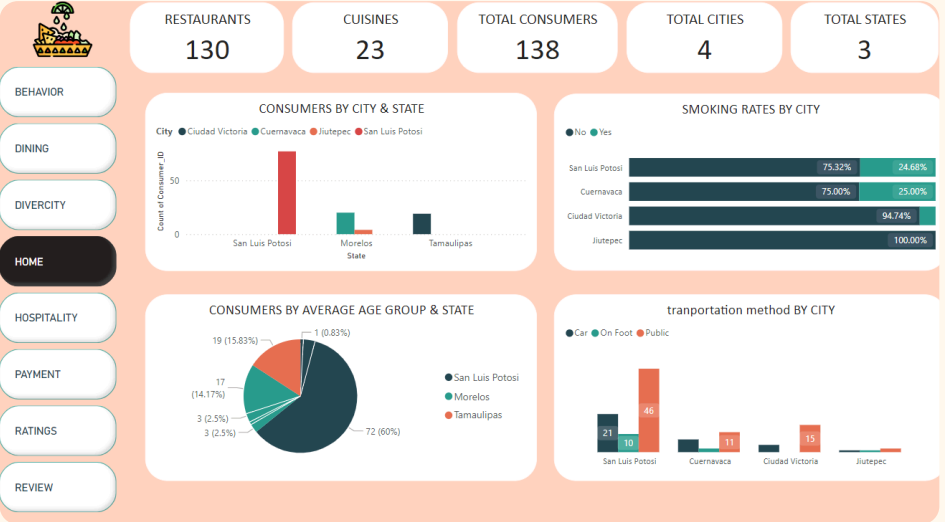 RESTAURANTS
130
CUISINES
23
TOTAL CONSUMERS
138
TOTAL CITIES
4
TOTAL STATES
3
BEHAVIOR
DINING
DIVERCITY
HOME
HOSPITALITY
PAYMENT
RATINGS
REVIEW
CONSUMERS BY CITY & STATE
City Ciudad Victoria Cuernavaca Jiutepec San Luis Potosi
Count of Consumer_ID
50
0
San Luis Potosi Morelos Tamaulipas
State
SMOKING RATES BY CITY
No Yes
San Luis Potosi 75.32% 24.68%
Cuernavaca 75.00% 25.00%
Ciudad Victoria 94.74%
Jiutepec 100.00%
CONSUMERS BY AVERAGE AGE GROUP & STATE
1 (0.83%)
19 (15.83%)
17
(14.17%)
3 (2.5%)
3 (2.5%)
72 (60%)
San Luis Potosi
Morelos
Tamaulipas
tranportation method BY CITY
Car On Foot Public
21 10 46
11
15
San Luis Potosi Cuernavaca Ciudad Victoria Jiutepec